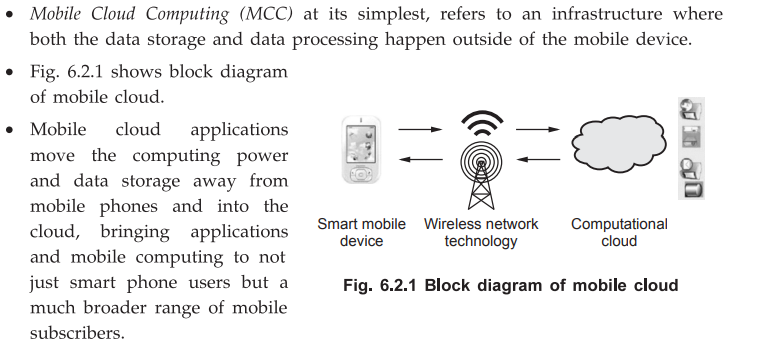 • Mobile Cloud Computing (MCC) at its simplest, refers to an infrastructure where
both the data storage and data processing happen outside of the mobile device.
• Fig. 6.2.1 shows block diagram
of mobile cloud.
• Mobile cloud applications
move the computing power
and data storage away from
mobile phones and into the
cloud, bringing applications
and mobile computing to not
just smart phone users but a
much broader range of mobile
subscribers.
Smart mobile
device
Wireless network
technology
Computational
cloud
Fig. 6.2.1 Block diagram of mobile cloud